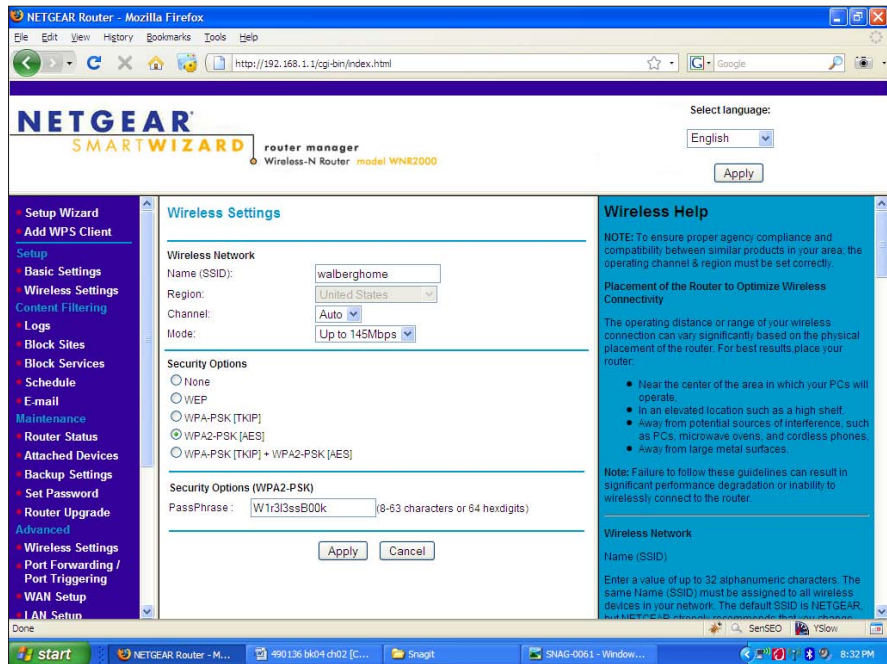 NETGEAR Router - Mozilla Firefox
File Edit View History Bookmarks Tools Help
http://192.168.1.1/cgi-bin/index.html
G Google
NETGEAR
SMARTWIZARD
router manager
Wireless-N Router model WNR2000
Select language:
English
Apply
Setup Wizard
Add WPS Client
Setup
Basic Settings
Wireless Settings
Content Filtering
Logs
Block Sites
Block Services
Schedule
E-mail
Maintenance
Router Status
Attached Devices
Backup Settings
Set Password
Router Upgrade
Advanced
Wireless Settings
Port Forwarding /
Port Triggering
WAN Setup
LAN Setup
Wireless Settings
Wireless Network
Name (SSID): walberghome
Region: United States
Channel: Auto
Mode: Up to 145Mbps
Security Options
None
WEP
WPA-PSK [TKIP]
WPA2-PSK [AES]
WPA-PSK [TKIP] + WPA2-PSK [AES]
Security Options (WPA2-PSK)
PassPhrase : W1r3l3ssB00k (8-63 characters or 64 hexdigits)
Apply Cancel
Wireless Help
NOTE: To ensure proper agency compliance and
compatibility between similar products in your area; the
operating channel & region must be set correctly.
Placement of the Router to Optimize Wireless
Connectivity
The operating distance or range of your wireless
connection can vary significantly based on the physical
placement of the router. For best results,place your
router:
Near the center of the area in which your PCs will
operate,
In an elevated location such as a high shelf,
Away from potential sources of interference, such
as PCs, microwave ovens, and cordless phones,
Away from large metal surfaces.
Note: Failure to follow these guidelines can result in
significant performance degradation or inability to
wirelessly connect to the router.
Wireless Network
Name (SSID)
Enter a value of up to 32 alphanumeric characters. The
same Name (SSID) must be assigned to all wireless
devices in your network. The default SSID is NETGEAR,
but NETGEAR strongly recommends that you change
Done
SenSEO YSlow
start
NETGEAR Router - M...
490136 bk04 ch02 [C...
Snagit
SNAG-0061 - Window...
8:32 PM